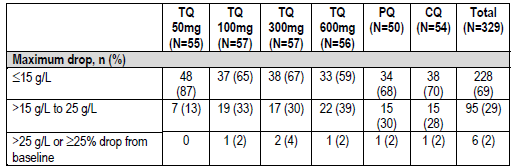 TQ 50mg (N=55) TQ 100mg (N=57) TQ 300mg (N=57) TQ 600mg (N=56) PQ (N=50) CQ (N=54) Total (N=329)
Maximum drop, n (%)
≤15 g/L 48 (87) 37 (65) 38 (67) 33 (59) 34 (68) 38 (70) 228 (69)
>15 g/L to 25 g/L 7 (13) 19 (33) 17 (30) 22 (39) 15 (30) 15 (28) 95 (29)
>25 g/L or ≥25% drop from baseline 0 1 (2) 2 (4) 1 (2) 1 (2) 1 (2) 6 (2)